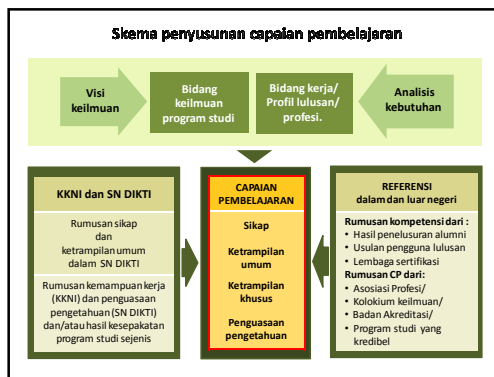 Skema penyusunan capaian pembelajaran
Visi
keilmuan
Bidang
keilmuan
program studi
Bidang kerja/
Profil lulusan/
profesi.
Analisis
kebutuhan
KKNI dan SN DIKTI
Rumusan sikap
dan
ketrampilan umum
dalam SN DIKTI
Rumusan kemampuan kerja
(KKNI) dan penguasaan
pengetahuan (SN DIKTI)
dan/atau hasil kesepakatan
program studi sejenis
CAPAIAN
PEMBELAJARAN
Sikap
Ketrampilan
umum
Ketrampilan
khusus
Penguasaan
pengetahuan
REFERENSI
dalam dan luar negeri
Rumusan kompetensi dari :
• Hasil penelusuran alumni
• Usulan pengguna lulusan
• Lembaga sertifikasi
Rumusan CP dari:
• Asosiasi Profesi/
• Kolokium keilmuan/
• Badan Akreditasi/
• Program studi yang
kredibel